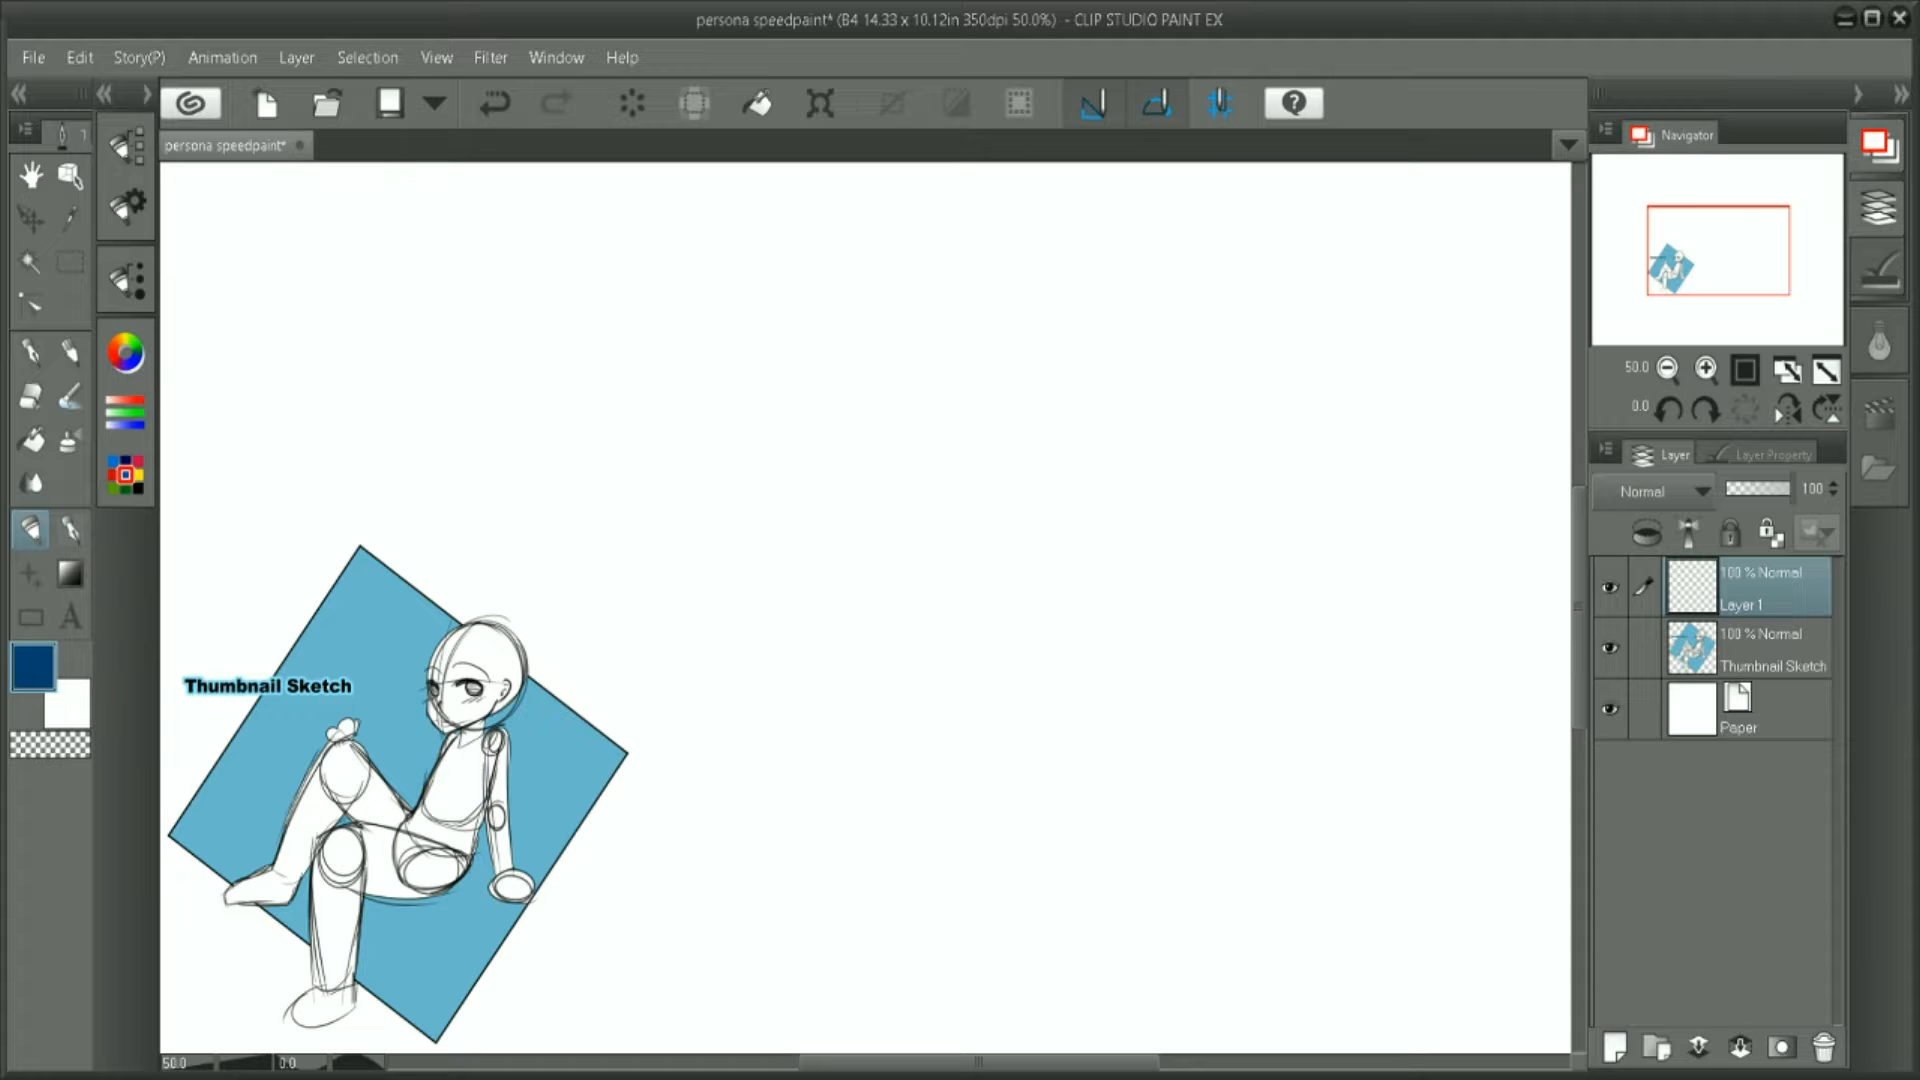 persona speedpaint* (B4 14.33 x 10.12in 350dpi 50.0%) - CLIP STUDIO PAINT EX
File Edit Story(P) Animation Layer Selection View Filter Window Help
persona speedpaint*
Navigator
50.0
0.0
Layer Layer Property
Normal 100
100 % Normal
Layer 1
100 % Normal
Thumbnail Sketch
Paper
Thumbnail Sketch
50.0 0.0